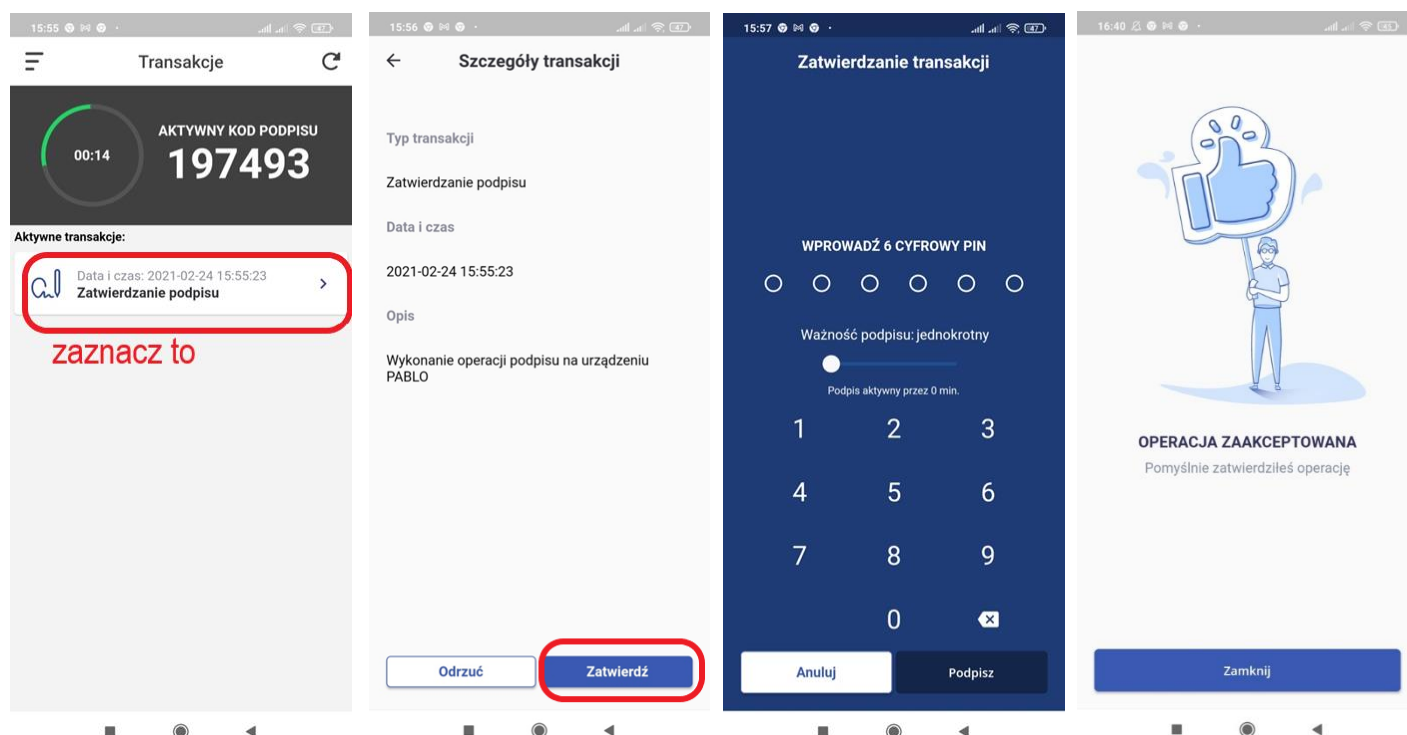 15:55
47
Transakcje
00:14
AKTYWNY KOD PODPISU
197493
Aktywne transakcje:
Data i czas: 2021-02-24 15:55:23
Zatwierdzanie podpisu
zaznacz to
15:56
47
Szczegóły transakcji
Typ transakcji
Zatwierdzanie podpisu
Data i czas
2021-02-24 15:55:23
Opis
Wykonanie operacji podpisu na urządzeniu
PABLO
Odrzuć
Zatwierdź
15:57
47
Zatwierdzanie transakcji
WPROWADŹ 6 CYFROWY PIN
Ważność podpisu: jednokrotny
Podpis aktywny przez 0 min.
1 2 3
4 5 6
7 8 9
0
Anuluj
Podpisz
16:40
45
OPERACJA ZAAKCEPTOWANA
Pomyślnie zatwierdziłeś operację
Zamknij